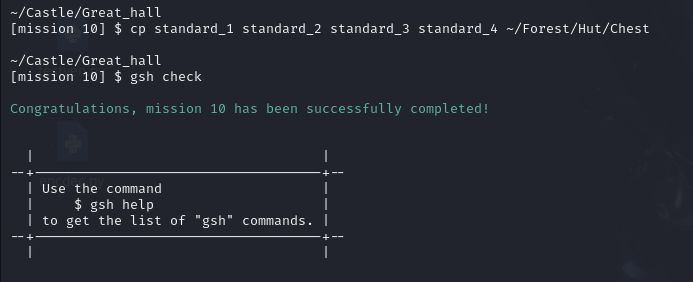 ~/Castle/Great_hall
[mission 10] $ cp standard_1 standard_2 standard_3 standard_4 ~/Forest/Hut/Chest
~/Castle/Great_hall
[mission 10] $ gsh check
Congratulations, mission 10 has been successfully completed!
Use the command
$ gsh help
to get the list of "gsh" commands.